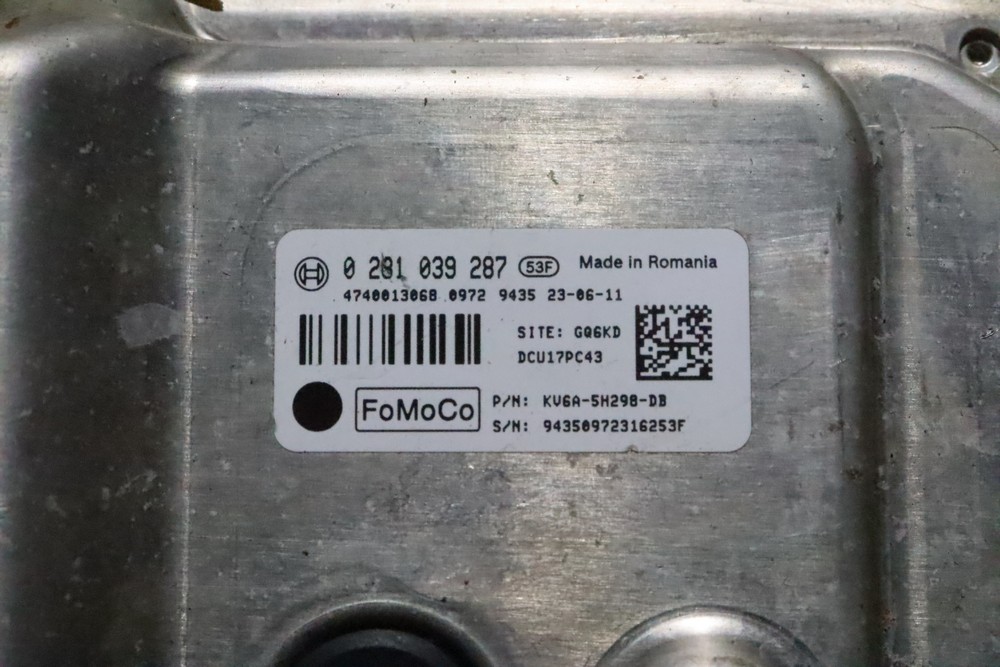 0 281 039 287 53F Made in Romania
4740013068 0972 9435 23-06-11
SITE: GQ6KD
DCU17PC43
FoMoCo
P/N: KV6A-5H298-DB
S/N: 94350972316253F